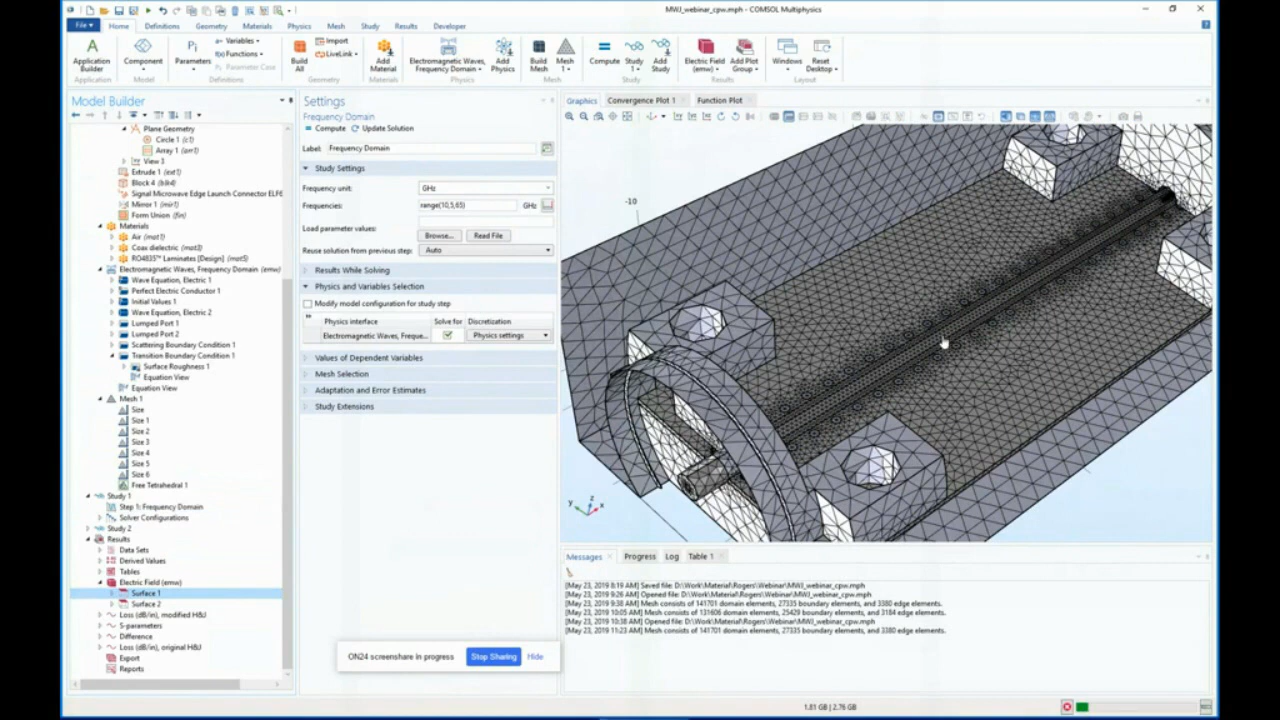 MWJ_webinar_cpw.mph - COMSOL Multiphysics
File Home Definitions Geometry Materials Physics Mesh Study Results Developer
Application Builder
Component
Parameters
Variables
Functions
Parameter Case
Build All
Import
LiveLink
Add Material
Electromagnetic Waves, Frequency Domain
Add Physics
Build Mesh
Mesh 1
Compute
Study 1
Add Study
Electric Field (emw)
Add Plot Group
Windows
Reset Desktop
Application Model Definitions Geometry Materials Physics Mesh Study Results Layout
Model Builder
Plane Geometry
Circle 1 (c1)
Array 1 (arr1)
View 3
Extrude 1 (ext1)
Block 4 (blk4)
Signal Microwave Edge Launch Connector ELF6
Mirror 1 (mir1)
Form Union (fin)
Materials
Air (mat1)
Coax dielectric (mat3)
RO4835™ Laminates [Design] (mat5)
Electromagnetic Waves, Frequency Domain (emw)
Wave Equation, Electric 1
Perfect Electric Conductor 1
Initial Values 1
Wave Equation, Electric 2
Lumped Port 1
Lumped Port 2
Scattering Boundary Condition 1
Transition Boundary Condition 1
Surface Roughness 1
Equation View
Equation View
Mesh 1
Size
Size 1
Size 2
Size 3
Size 4
Size 5
Size 6
Free Tetrahedral 1
Study 1
Step 1: Frequency Domain
Solver Configurations
Study 2
Results
Data Sets
Derived Values
Tables
Electric Field (emw)
Surface 1
Surface 2
Loss (dB/in), modified H&J
S-parameters
Difference
Loss (dB/in), original H&J
Export
Reports
Settings
Frequency Domain
Compute Update Solution
Label: Frequency Domain
Study Settings
Frequency unit: GHz
Frequencies: range(10,5,65) GHz
Load parameter values: Browse... Read File
Reuse solution from previous step: Auto
Results While Solving
Physics and Variables Selection
Modify model configuration for study step
Physics interface Solve for Discretization
Electromagnetic Waves, Freque... Physics settings
Values of Dependent Variables
Mesh Selection
Adaptation and Error Estimates
Study Extensions
ON24 screenshare in progress Stop Sharing Hide
Graphics Convergence Plot 1 Function Plot
-10
y z x
Messages Progress Log Table 1
[May 23, 2019 8:19 AM] Saved file: D:\Work\Material\Rogers\Webinar\MWJ_webinar_cpw.mph
[May 23, 2019 9:26 AM] Opened file: D:\Work\Material\Rogers\Webinar\MWJ_webinar_cpw.mph
[May 23, 2019 9:38 AM] Mesh consists of 141701 domain elements, 27335 boundary elements, and 3380 edge elements.
[May 23, 2019 10:05 AM] Mesh consists of 131606 domain elements, 25429 boundary elements, and 3184 edge elements.
[May 23, 2019 10:38 AM] Opened file: D:\Work\Material\Rogers\Webinar\MWJ_webinar_cpw.mph
[May 23, 2019 11:23 AM] Mesh consists of 141701 domain elements, 27335 boundary elements, and 3380 edge elements.
1.81 GB | 2.76 GB